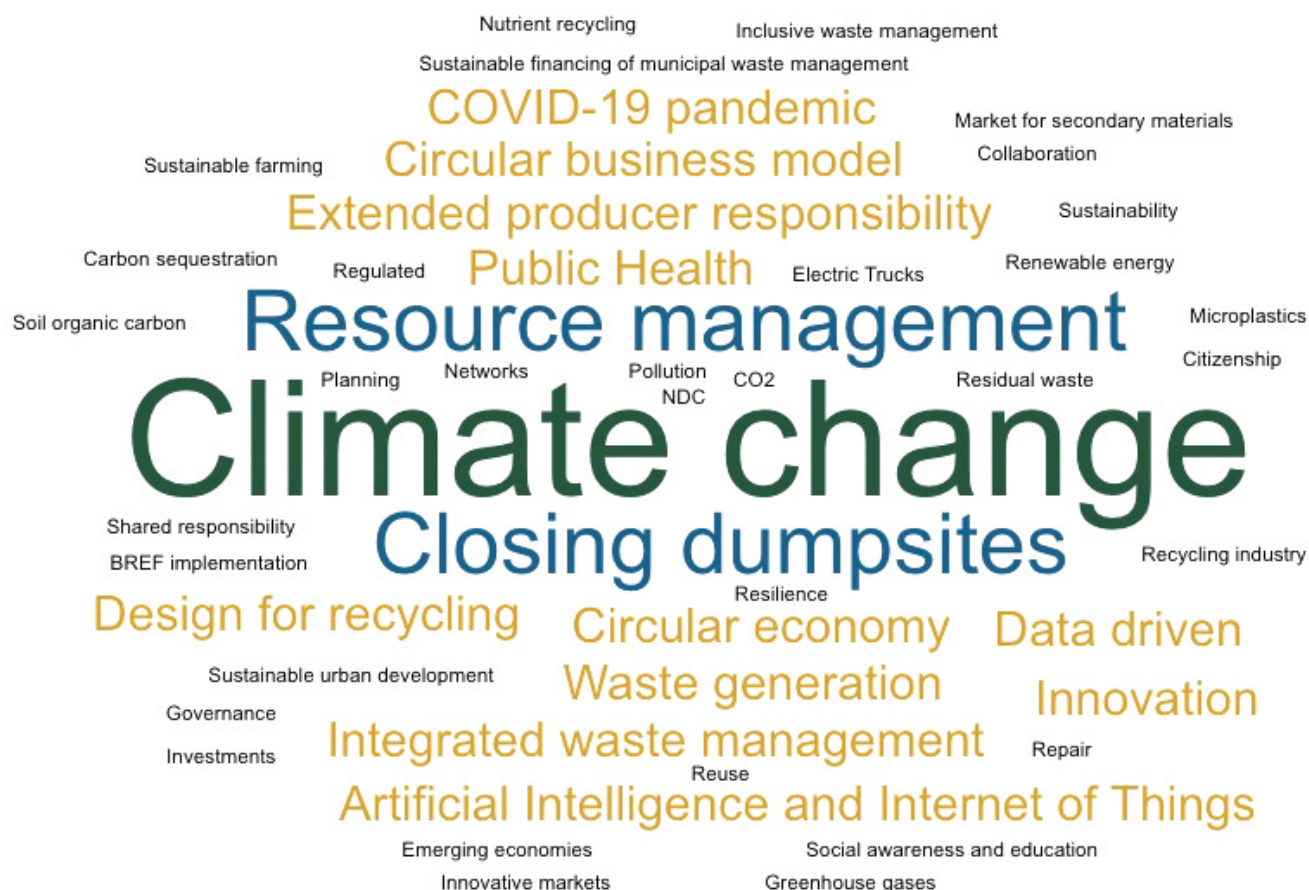 Nutrient recycling
Inclusive waste management
Sustainable financing of municipal waste management
COVID-19 pandemic
Market for secondary materials
Circular business model
Collaboration
Sustainable farming
Extended producer responsibility
Sustainability
Carbon sequestration
Regulated
Public Health
Electric Trucks
Renewable energy
Soil organic carbon
Resource management
Microplastics
Citizenship
Planning
Networks
Pollution
CO2
Residual waste
NDC
Climate change
Shared responsibility
Closing dumpsites
BREF implementation
Recycling industry
Resilience
Design for recycling
Circular economy
Data driven
Sustainable urban development
Waste generation
Innovation
Governance
Integrated waste management
Investments
Repair
Reuse
Artificial Intelligence and Internet of Things
Emerging economies
Social awareness and education
Innovative markets
Greenhouse gases